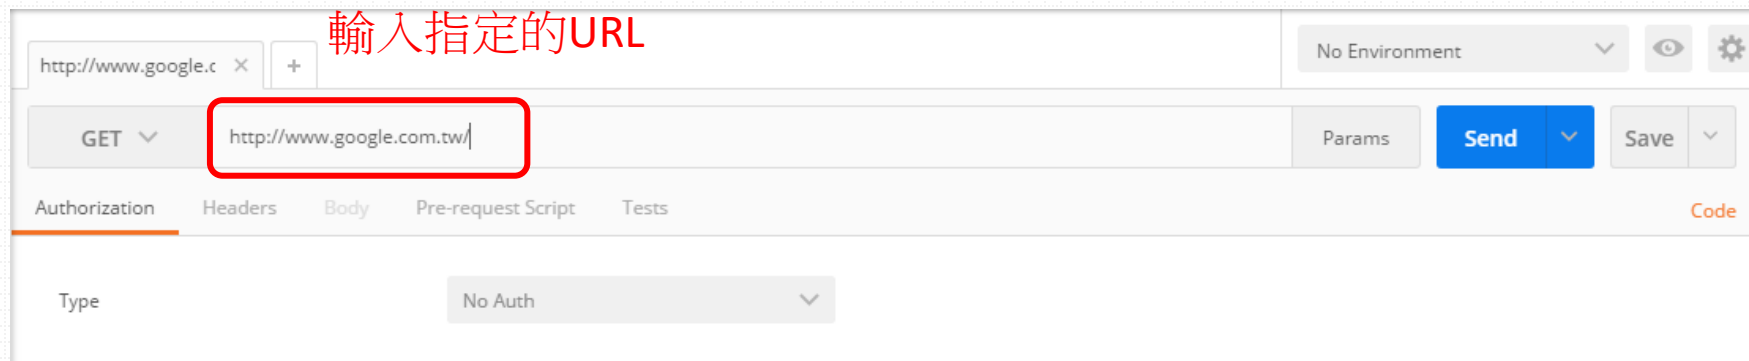 輸入指定的URL
http://www.google.c
No Environment
GET
http://www.google.com.tw/
Params
Send
Save
Authorization
Headers
Body
Pre-request Script
Tests
Code
Type
No Auth